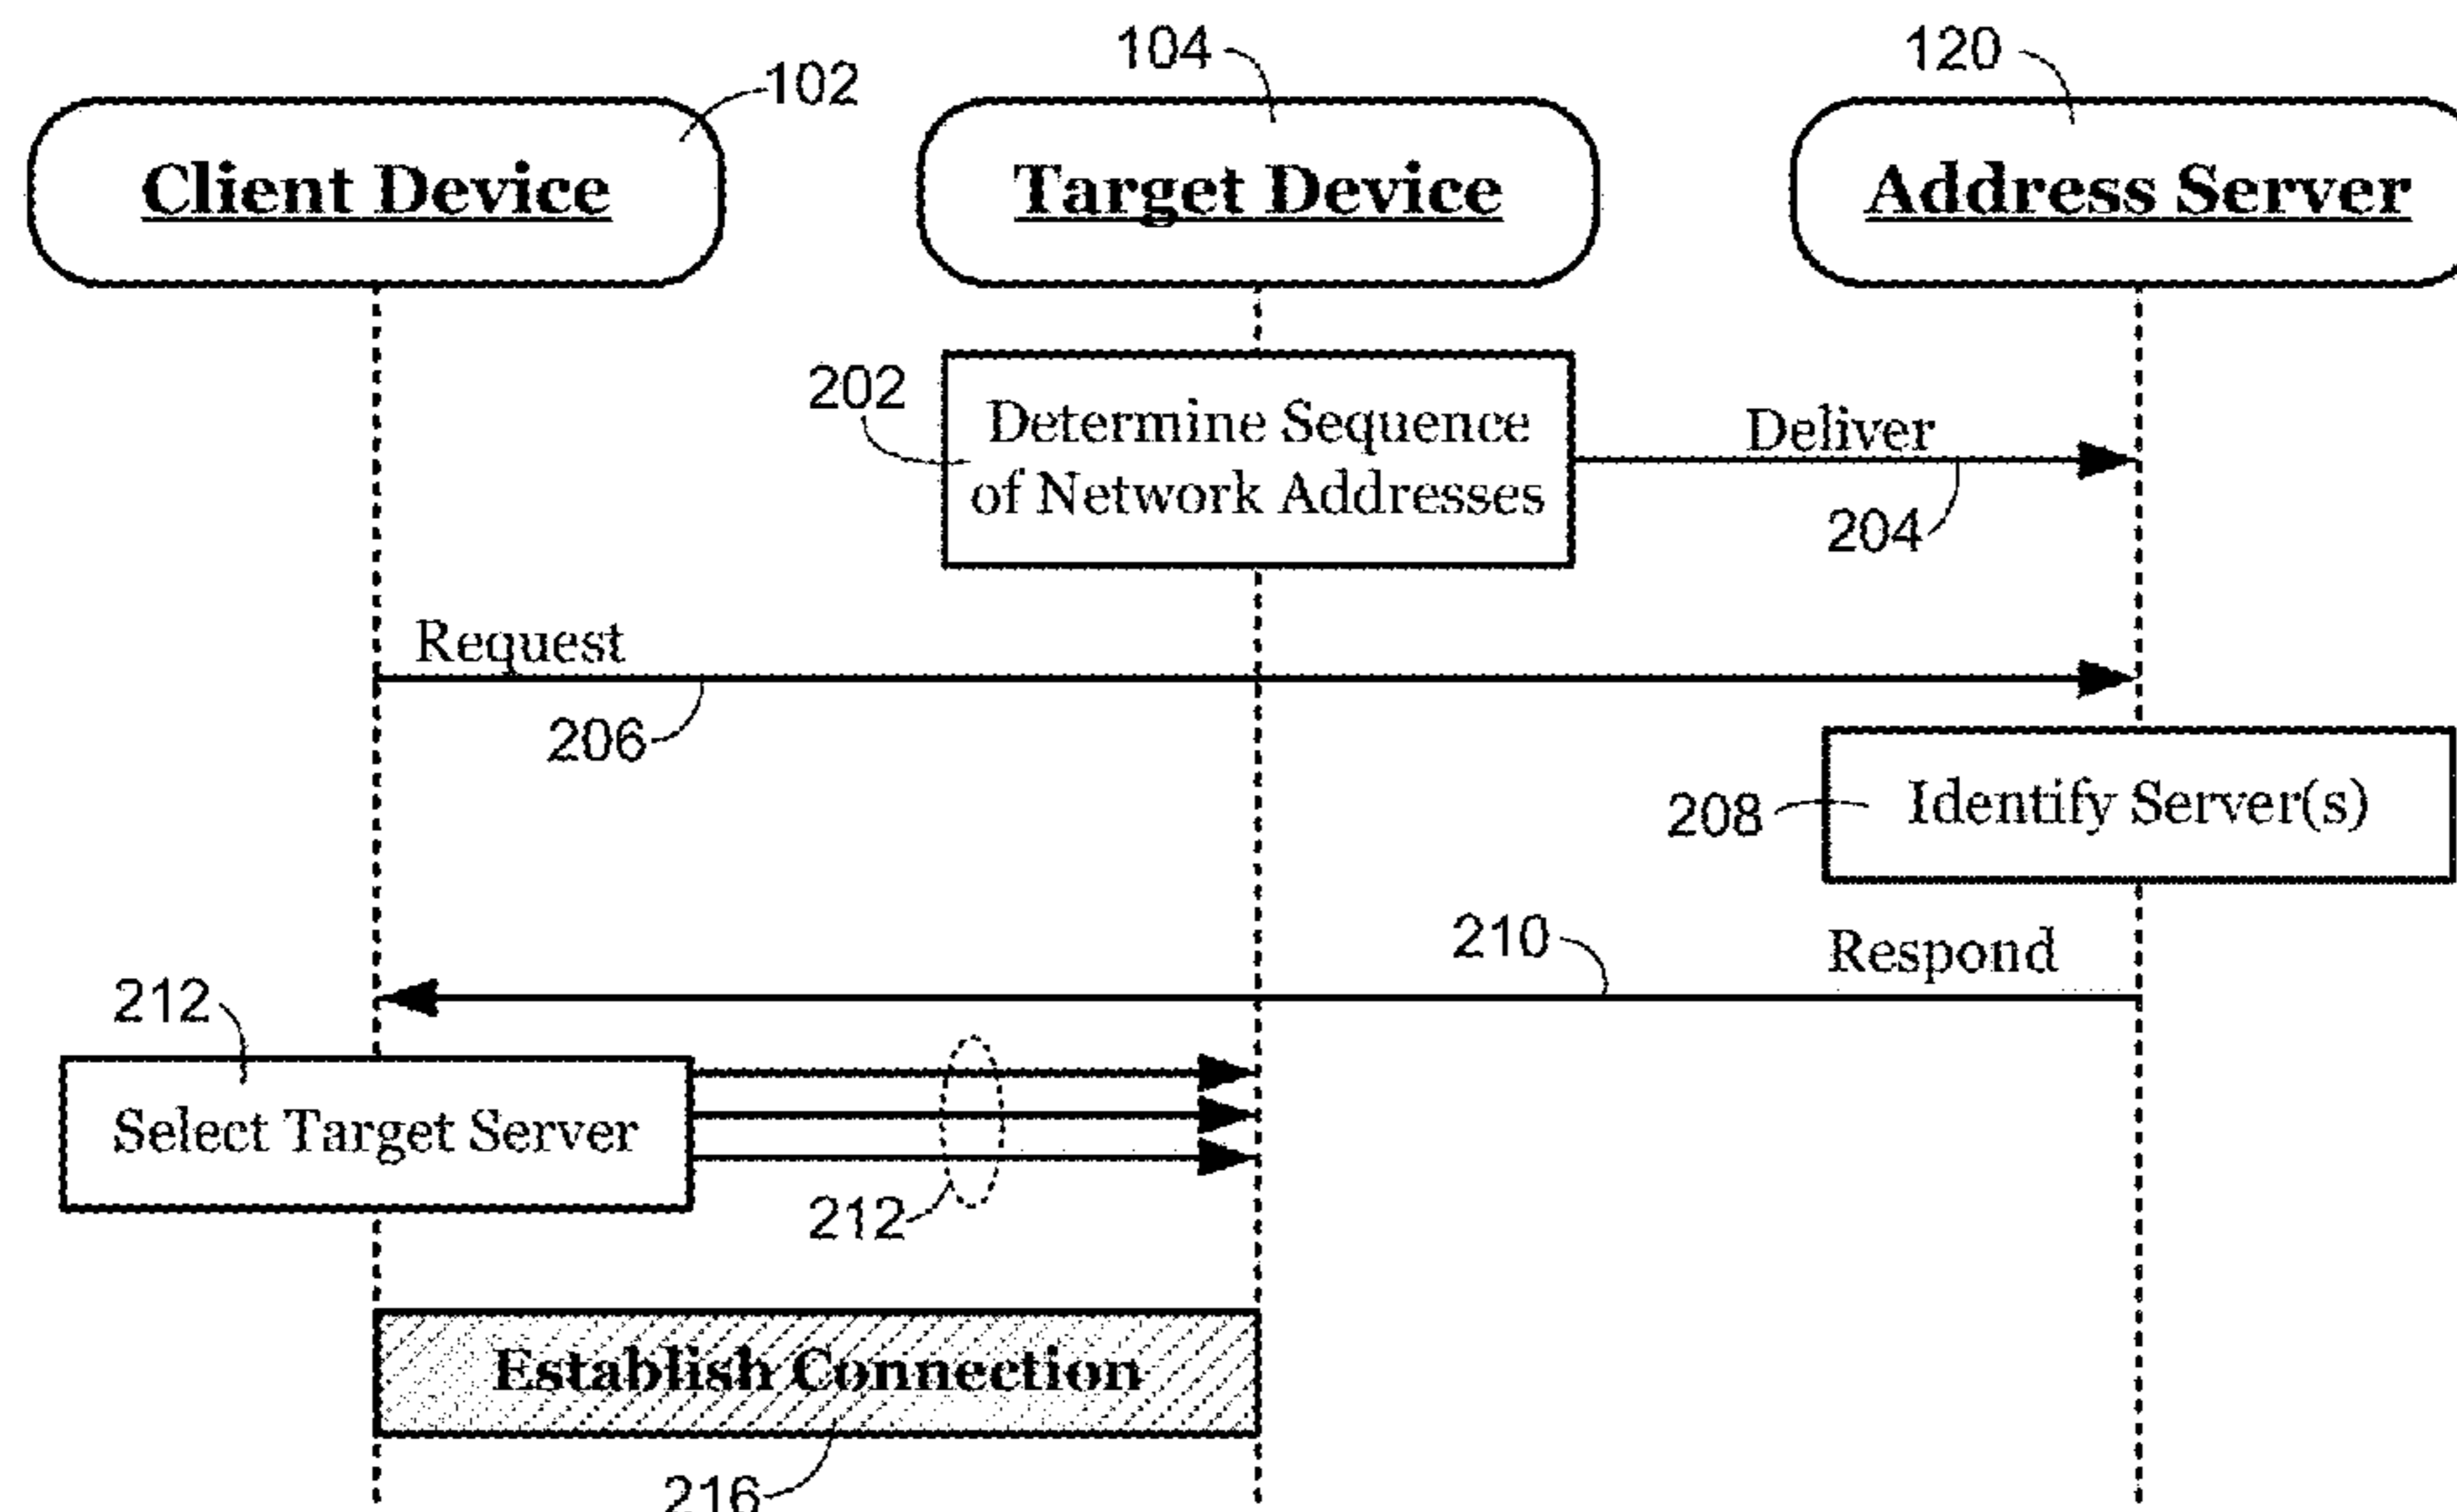 104
120
102
Client Device
Target Device
Address Server
202
Determine Sequence
of Network Addresses
Deliver
204
Request
206
208
Identify Server(s)
210
Respond
212
Select Target Server
212
Establish Connection
216